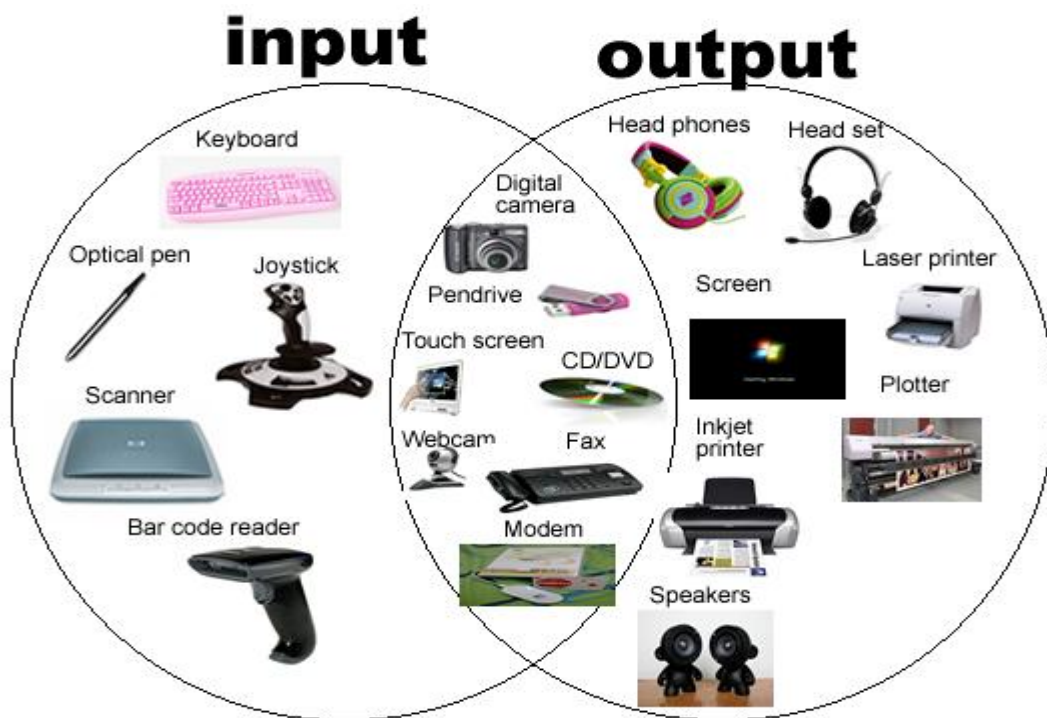 input
output
Keyboard
Optical pen
Joystick
Scanner
Bar code reader
Digital
camera
Pendrive
Touch screen
CD/DVD
Webcam
Fax
Modem
Head phones
Head set
Laser printer
Screen
Plotter
Inkjet
printer
Speakers